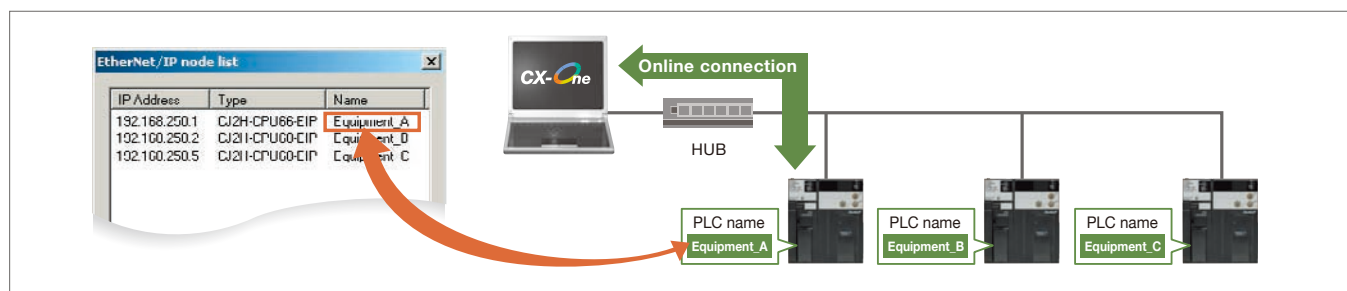 EtherNet/IP node list
IP Address Type Name
192.168.250.1 CJ2H-CPU66-EIP Equipment_A
192.168.250.2 CJ2H-CPU60-EIP Equipment_B
192.168.250.5 CJ2H-CPU60-EIP Equipment_C
CX-One
Online connection
HUB
PLC name
Equipment_A
PLC name
Equipment_B
PLC name
Equipment_C